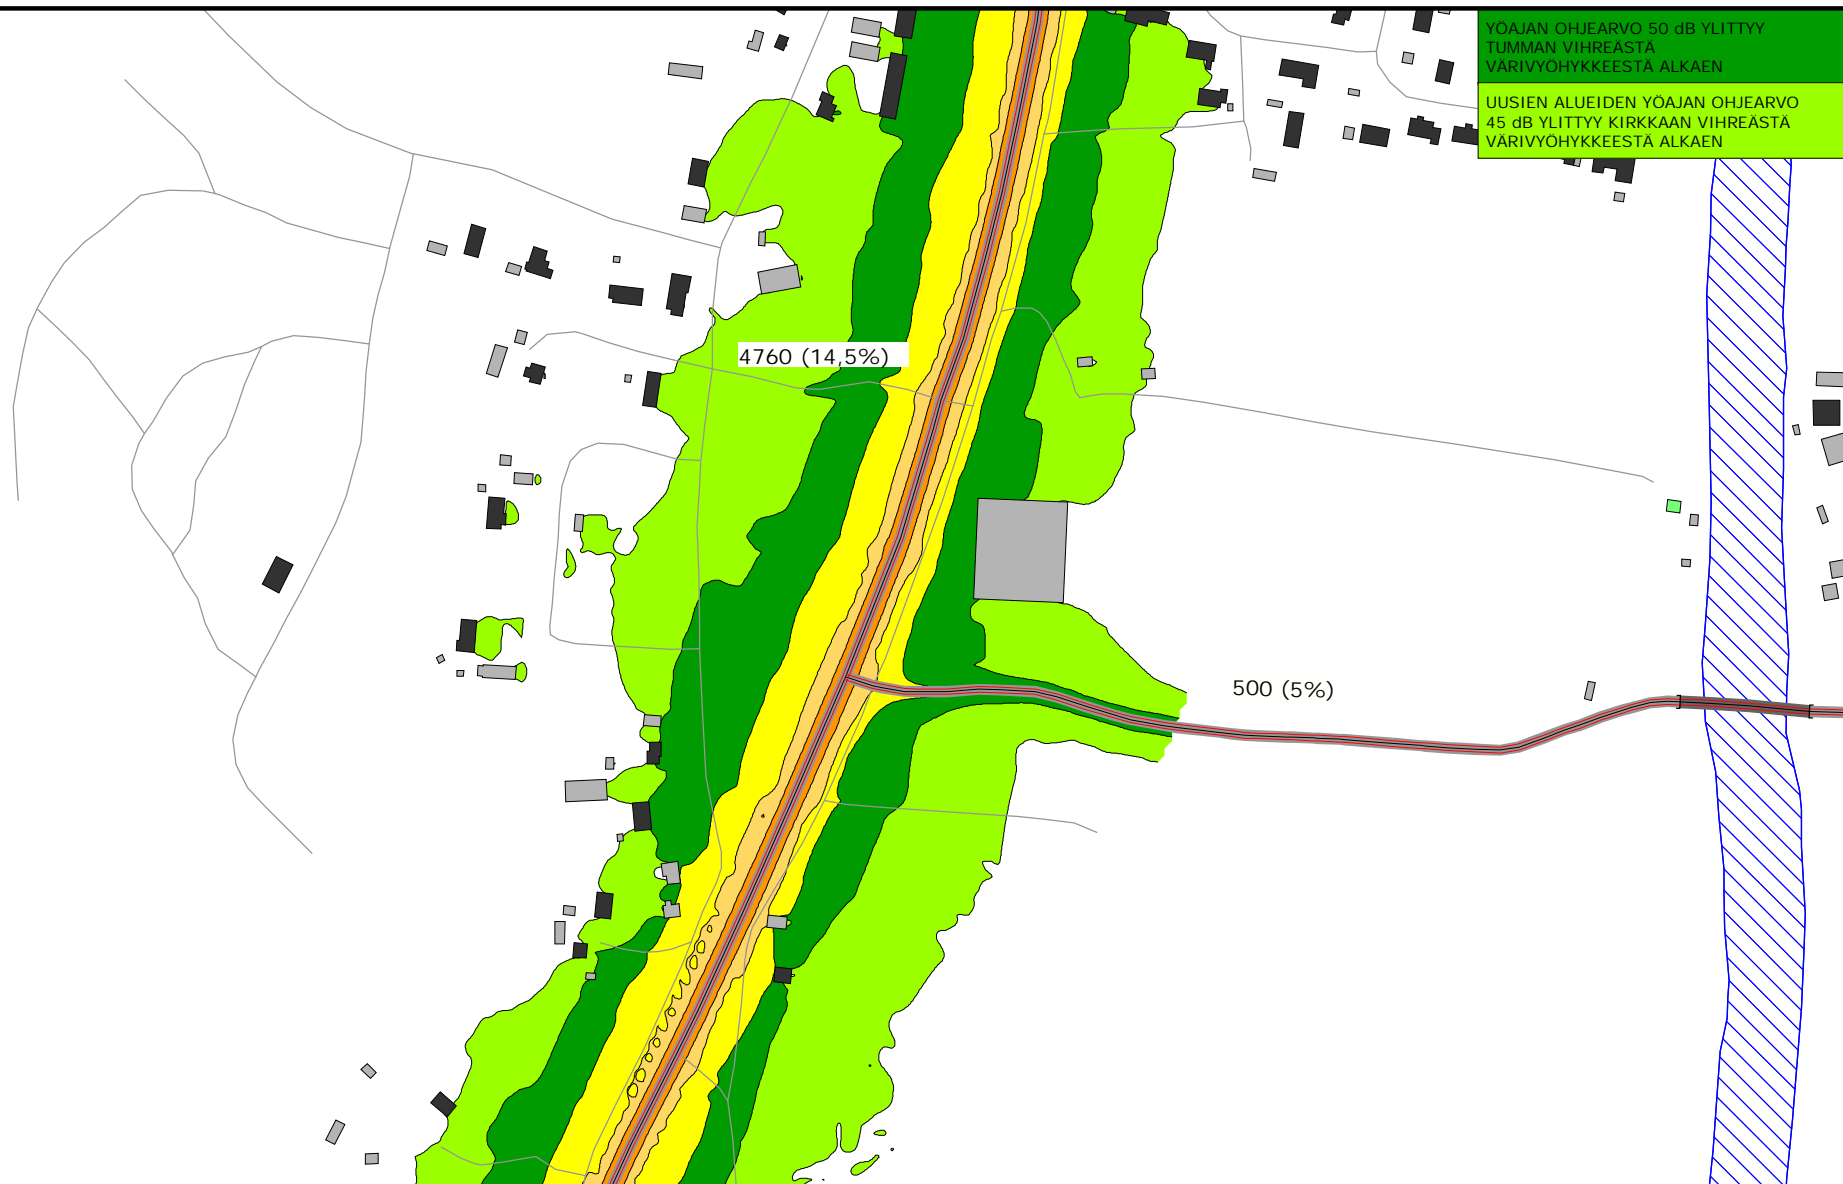 YÖAJAN OHJEARVO 50 dB YLITTYY
TUMMAN VIHREÄSTÄ
VÄRIVYÖHYKKEESTÄ ALKAEN
UUSIEN ALUEIDEN YÖAJAN OHJEARVO
45 dB YLITTYY KIRKKAAN VIHREÄSTÄ
VÄRIVYÖHYKKEESTÄ ALKAEN
4760 (14,5%)
500 (5%)